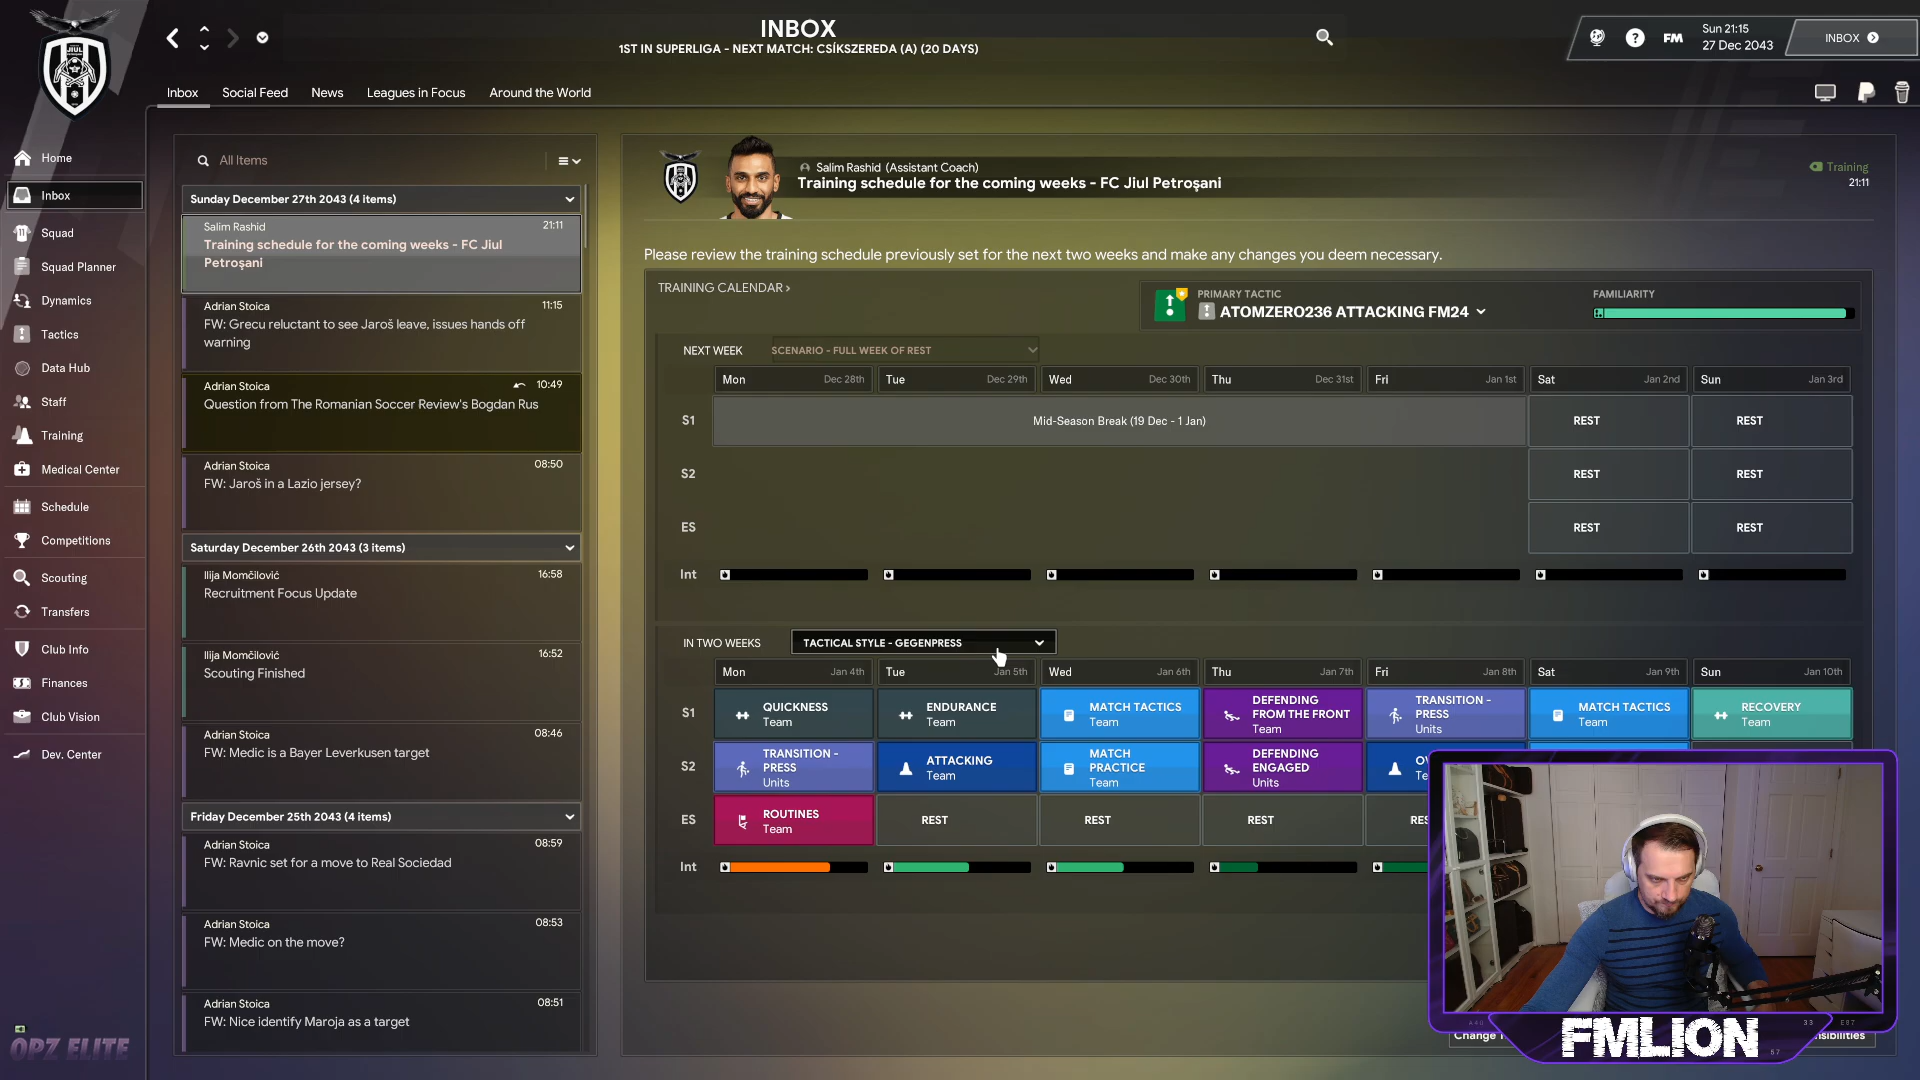 INBOX
1ST IN SUPERLIGA - NEXT MATCH: CSÍKSZEREDA (A) (20 DAYS)
FM
Sun 21:15
27 Dec 2043
INBOX
Inbox
Social Feed
News
Leagues in Focus
Around the World
Home
Inbox
Squad
Squad Planner
Dynamics
Tactics
Data Hub
Staff
Training
Medical Center
Schedule
Competitions
Scouting
Transfers
Club Info
Finances
Club Vision
Dev. Center
OPZ ELITE
All Items
Sunday December 27th 2043 (4 items)
Salim Rashid 21:11
Training schedule for the coming weeks - FC Jiul
Petroşani
Adrian Stoica 11:15
FW: Grecu reluctant to see Jaroš leave, issues hands off
warning
Adrian Stoica 10:49
Question from The Romanian Soccer Review's Bogdan Rus
Adrian Stoica 08:50
FW: Jaroš in a Lazio jersey?
Saturday December 26th 2043 (3 items)
Ilija Momčilović 16:58
Recruitment Focus Update
Ilija Momčilović 16:52
Scouting Finished
Adrian Stoica 08:46
FW: Medic is a Bayer Leverkusen target
Friday December 25th 2043 (4 items)
Adrian Stoica 08:59
FW: Ravnic set for a move to Real Sociedad
Adrian Stoica 08:53
FW: Medic on the move?
Adrian Stoica 08:51
FW: Nice identify Maroja as a target
Salim Rashid (Assistant Coach)
Training schedule for the coming weeks - FC Jiul Petroşani
Training
21:11
Please review the training schedule previously set for the next two weeks and make any changes you deem necessary.
TRAINING CALENDAR
PRIMARY TACTIC
ATOMZERO236 ATTACKING FM24
FAMILIARITY
NEXT WEEK
SCENARIO - FULL WEEK OF REST
Mon Dec 28th Tue Dec 29th Wed Dec 30th Thu Dec 31st Fri Jan 1st Sat Jan 2nd Sun Jan 3rd
S1 Mid-Season Break (19 Dec - 1 Jan) REST REST
S2 REST REST
ES REST REST
Int
IN TWO WEEKS
TACTICAL STYLE - GEGENPRESS
Mon Jan 4th Tue Jan 5th Wed Jan 6th Thu Jan 7th Fri Jan 8th Sat Jan 9th Sun Jan 10th
S1
QUICKNESS
Team
ENDURANCE
Team
MATCH TACTICS
Team
DEFENDING
FROM THE FRONT
Team
TRANSITION -
PRESS
Units
MATCH TACTICS
Team
RECOVERY
Team
S2
TRANSITION -
PRESS
Units
ATTACKING
Team
MATCH
PRACTICE
Team
DEFENDING
ENGAGED
Units
ES
ROUTINES
Team
REST
REST
REST
Int
Change
FMLION